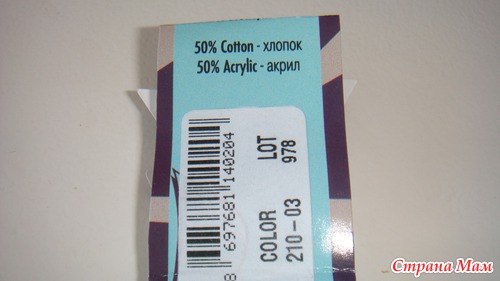 50% Cotton - хлопок
50% Acrylic - акрил
8 697681 140204
COLOR LOT
210-03 978
Страна Мам